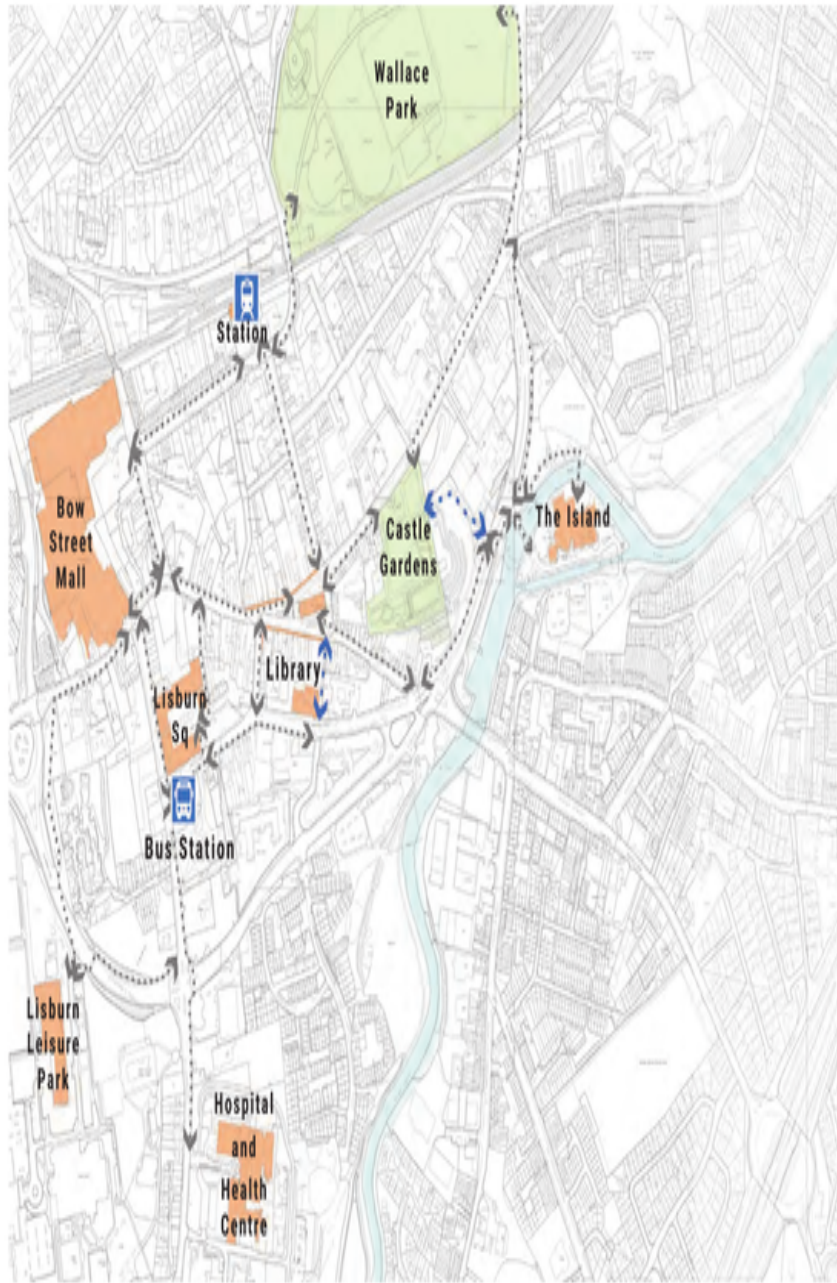 Wallace
Park
Station
Bow
Street
Mall
Castle
Gardens
The Island
Library
Lisburn
Sq
Bus Station
Lisburn
Leisure
Park
Hospital
and
Health
Centre